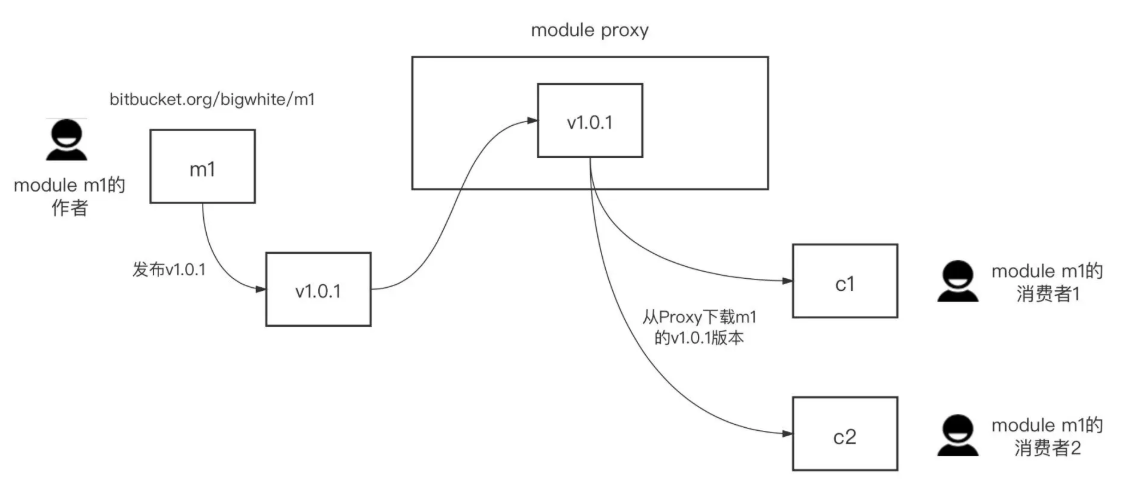 module proxy
bitbucket.org/bigwhite/m1
v1.0.1
m1
module m1的
作者
发布v1.0.1
v1.0.1
c1
module m1的
消费者1
从Proxy下载m1
的v1.0.1版本
c2
module m1的
消费者2